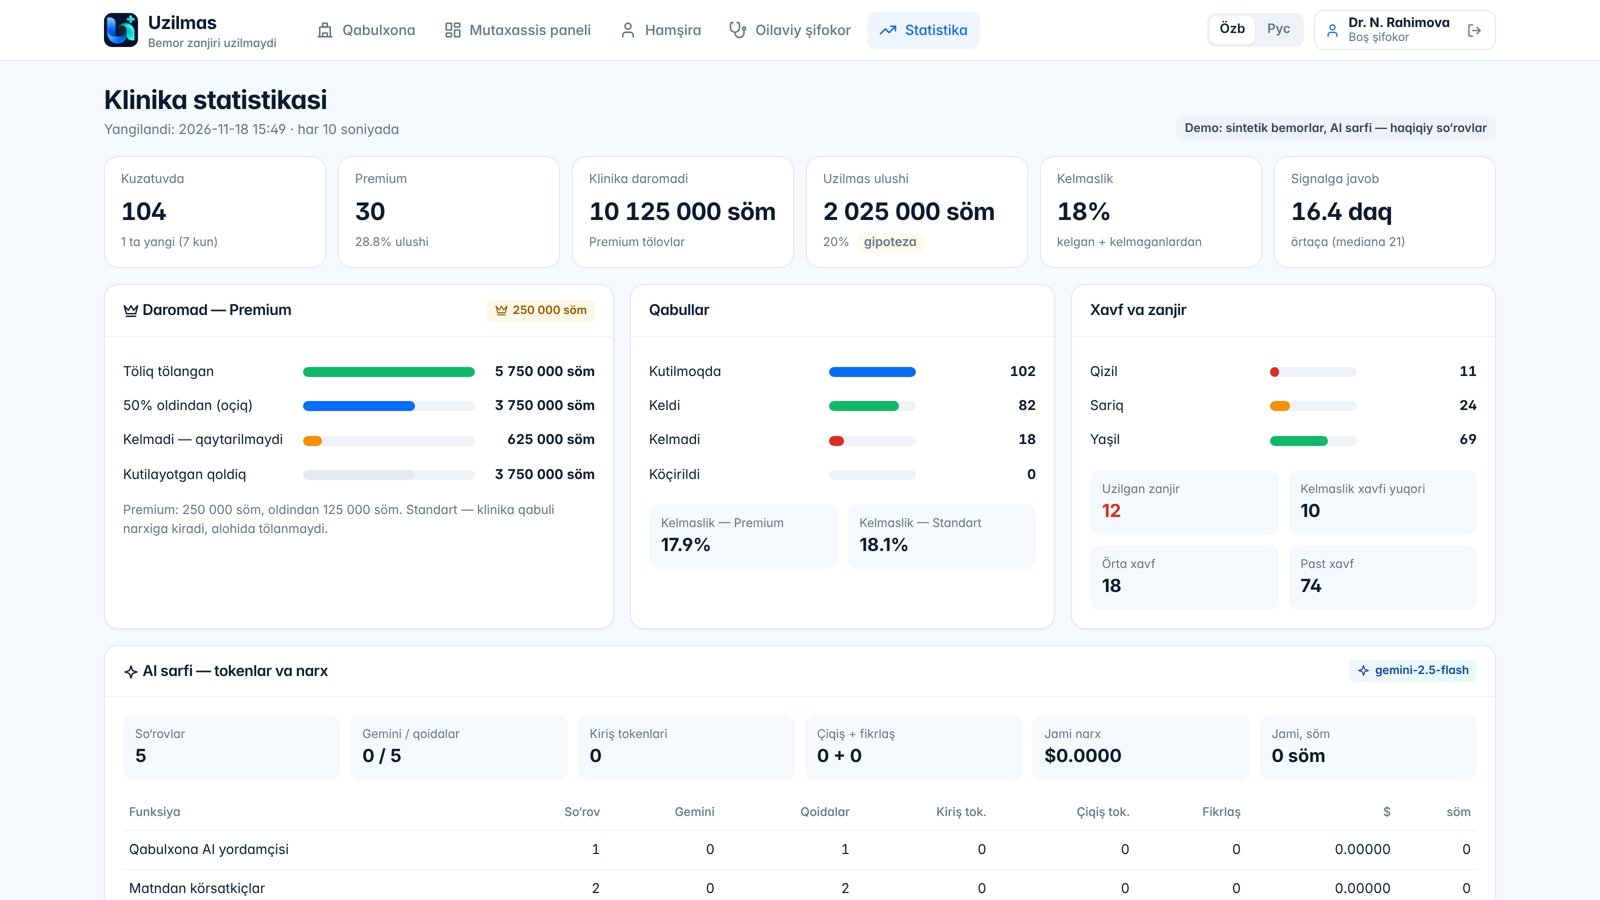 Uzilmas
Bemor zanjiri uzilmaydi
Qabulxona
Mutaxassis paneli
Hamşira
Oilaviy şifokor
Statistika
Özb
Рус
Dr. N. Rahimova
Boş şifokor
Klinika statistikasi
Yangilandi: 2026-11-18 15:49 · har 10 soniyada
Demo: sintetik bemorlar, AI sarfi — haqiqiy so‘rovlar
Kuzatuvda
104
1 ta yangi (7 kun)
Premium
30
28.8% ulushi
Klinika daromadi
10 125 000 söm
Premium tölovlar
Uzilmas ulushi
2 025 000 söm
20% gipoteza
Kelmaslik
18%
kelgan + kelmaganlardan
Signalga javob
16.4 daq
örtaça (mediana 21)
Daromad — Premium
250 000 söm
Töliq tölangan 5 750 000 söm
50% oldindan (oçiq) 3 750 000 söm
Kelmadi — qaytarilmaydi 625 000 söm
Kutilayotgan qoldiq 3 750 000 söm
Premium: 250 000 söm, oldindan 125 000 söm. Standart — klinika qabuli
narxiga kiradi, alohida tölanmaydi.
Qabullar
Kutilmoqda 102
Keldi 82
Kelmadi 18
Köçirildi 0
Kelmaslik — Premium
17.9%
Kelmaslik — Standart
18.1%
Xavf va zanjir
Qizil 11
Sariq 24
Yaşil 69
Uzilgan zanjir
12
Kelmaslik xavfi yuqori
10
Örta xavf
18
Past xavf
74
AI sarfi — tokenlar va narx
gemini-2.5-flash
So‘rovlar
5
Gemini / qoidalar
0 / 5
Kiriş tokenlari
0
Çiqiş + fikrlaş
0 + 0
Jami narx
$0.0000
Jami, söm
0 söm
Funksiya So‘rov Gemini Qoidalar Kiriş tok. Çiqiş tok. Fikrlaş $ söm
Qabulxona AI yordamçisi 1 0 1 0 0 0 0.00000 0
Matndan körsatkiçlar 2 0 2 0 0 0 0.00000 0